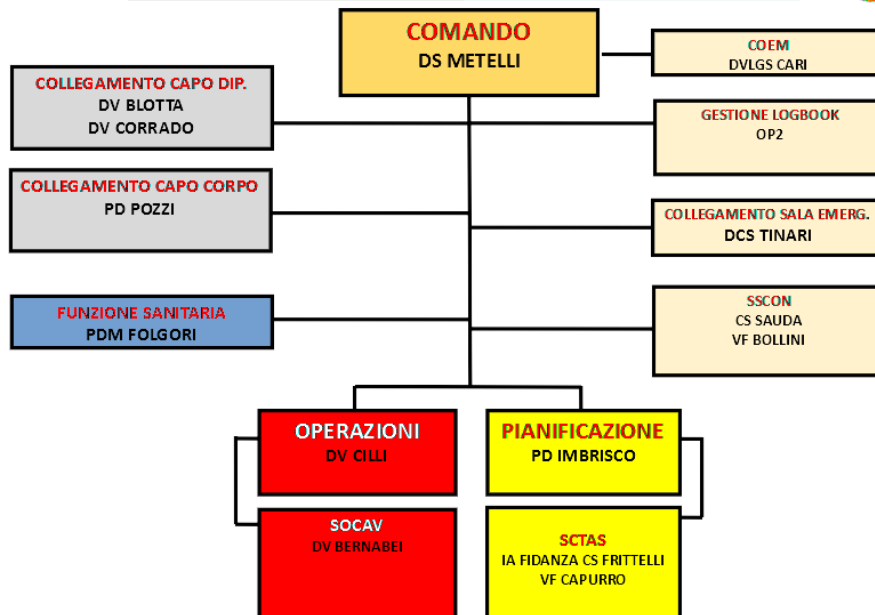 COMANDO
DS METELLI
COEM
DVLGS CARI
COLLEGAMENTO CAPO DIP.
DV BLOTTA
DV CORRADO
GESTIONE LOGBOOK
OP2
COLLEGAMENTO CAPO CORPO
PD POZZI
COLLEGAMENTO SALA EMERG.
DCS TINARI
FUNZIONE SANITARIA
PDM FOLGORI
SSCON
CS SAUDA
VF BOLLINI
OPERAZIONI
DV CILLI
PIANIFICAZIONE
PD IMBRISCO
SOCAV
DV BERNABEI
SCTAS
IA FIDANZA CS FRITTELLI
VF CAPURRO